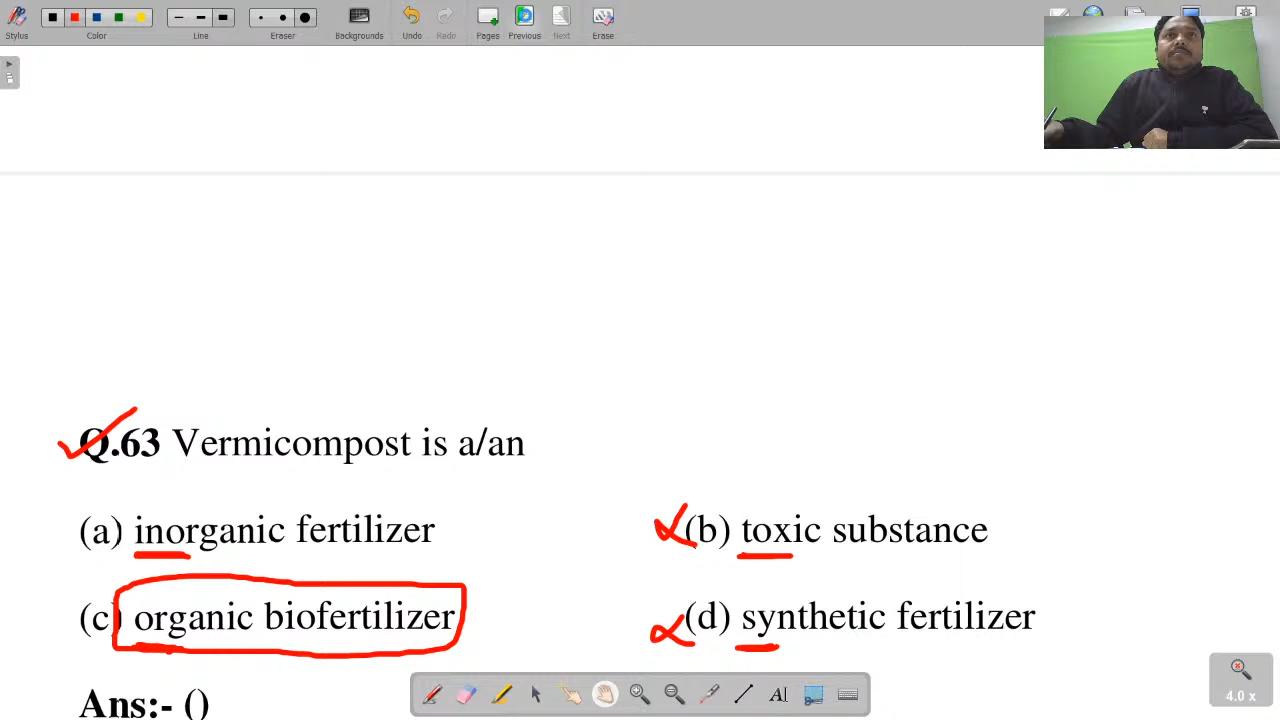 Stylus Color Line Eraser Backgrounds Undo Redo Pages Previous Next Erase
Q.63 Vermicompost is a/an
(a) inorganic fertilizer (b) toxic substance
(c) organic biofertilizer (d) synthetic fertilizer
Ans:- ()
4.0 x